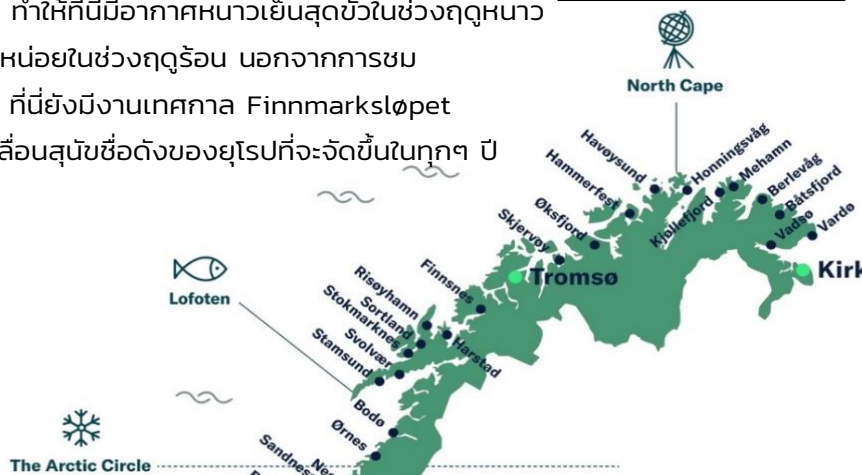 ทำให้ที่นี่มีอากาศหนาวเย็นสุดขั้วในช่วงฤดูหนาว
หน่อยในช่วงฤดูร้อน นอกจากการชม
ที่นี่ยังมีงานเทศกาล Finnmarksløpet
ลื่อนสุนัขชื่อดังของยุโรปที่จะจัดขึ้นในทุกๆ ปี
North Cape
Havøysund
Honningsvåg
Mehamn
Hammerfest
Berlevåg
Båtsfjord
Kjøllefjord
Øksfjord
Vadsø
Vardø
Skjervøy
Tromsø
Kirk
Finnsnes
Lofoten
Risøyhamn
Sortland
Stokmarknes
Harstad
Svolvær
Stamsund
Bodø
Ørnes
The Arctic Circle